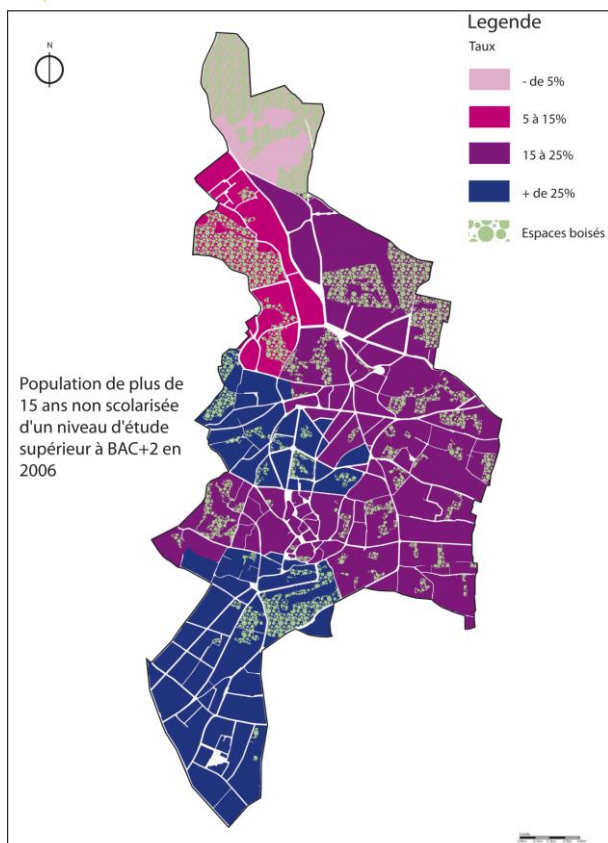 Legende
N
Taux
- de 5%
5 à 15%
15 à 25%
+ de 25%
Espaces boisés
Population de plus de
15 ans non scolarisée
d'un niveau d'étude
supérieur à BAC+2 en
2006